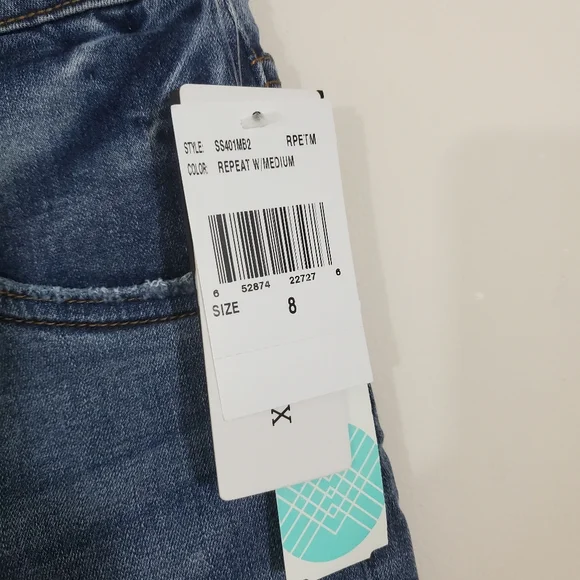 STYLE: SS401MB2 RPETM
COLOR: REPEAT W/MEDIUM
6 52874 22727 6
SIZE 8
X